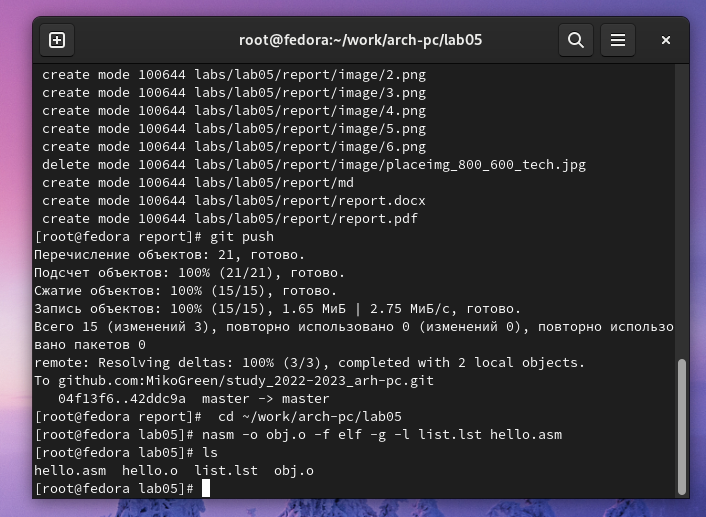 root@fedora:~/work/arch-pc/lab05
create mode 100644 labs/lab05/report/image/2.png
create mode 100644 labs/lab05/report/image/3.png
create mode 100644 labs/lab05/report/image/4.png
create mode 100644 labs/lab05/report/image/5.png
create mode 100644 labs/lab05/report/image/6.png
delete mode 100644 labs/lab05/report/image/placeimg_800_600_tech.jpg
create mode 100644 labs/lab05/report/md
create mode 100644 labs/lab05/report/report.docx
create mode 100644 labs/lab05/report/report.pdf
[root@fedora report]# git push
Перечисление объектов: 21, готово.
Подсчет объектов: 100% (21/21), готово.
Сжатие объектов: 100% (15/15), готово.
Запись объектов: 100% (15/15), 1.65 МиБ | 2.75 МиБ/с, готово.
Всего 15 (изменений 3), повторно использовано 0 (изменений 0), повторно использо
вано пакетов 0
remote: Resolving deltas: 100% (3/3), completed with 2 local objects.
To github.com:MikoGreen/study_2022-2023_arh-pc.git
   04f13f6..42ddc9a  master -> master
[root@fedora report]#  cd ~/work/arch-pc/lab05
[root@fedora lab05]# nasm -o obj.o -f elf -g -l list.lst hello.asm
[root@fedora lab05]# ls
hello.asm  hello.o  list.lst  obj.o
[root@fedora lab05]#